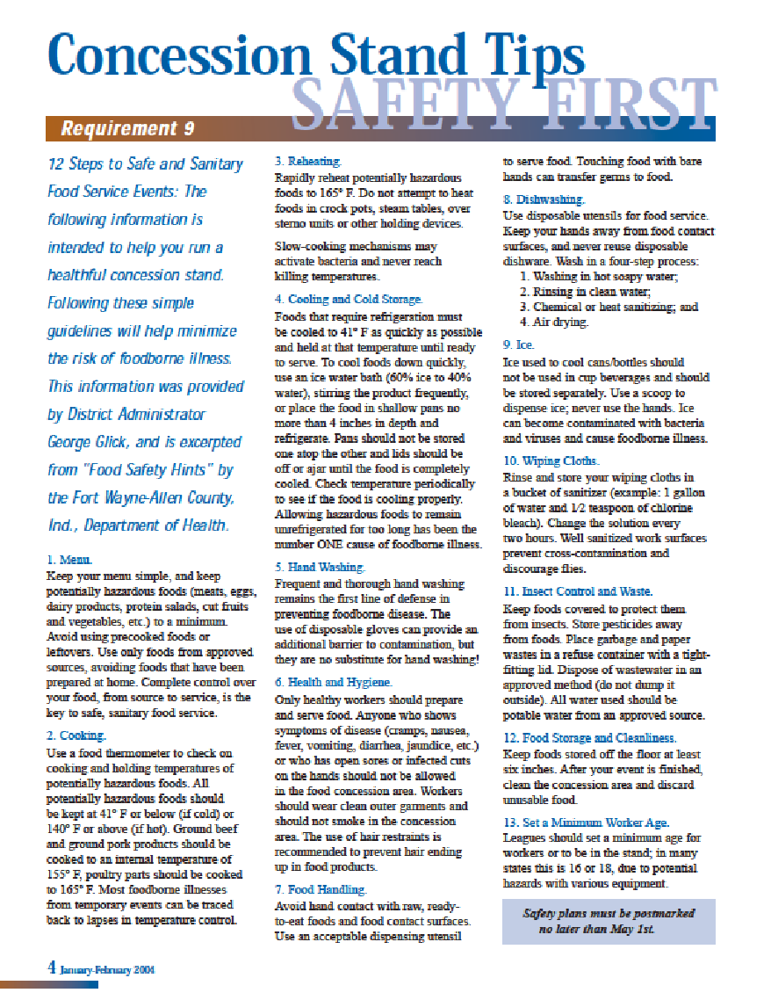 Concession Stand Tips
SAFETY FIRST
Requirement 9
12 Steps to Safe and Sanitary
Food Service Events: The
following information is
intended to help you run a
healthful concession stand.
Following these simple
guidelines will help minimize
the risk of foodborne illness.
This information was provided
by District Administrator
George Glick, and is excerpted
from "Food Safety Hints" by
the Fort Wayne-Allen County,
Ind., Department of Health.
1. Menu.
Keep your menu simple, and keep
potentially hazardous foods (meats, eggs,
dairy products, protein salads, cut fruits
and vegetables, etc.) to a minimum.
Avoid using precooked foods or
leftovers. Use only foods from approved
sources, avoiding foods that have been
prepared at home. Complete control over
your food, from source to service, is the
key to safe, sanitary food service.
2. Cooking.
Use a food thermometer to check on
cooking and holding temperatures of
potentially hazardous foods. All
potentially hazardous foods should
be kept at 41º F or below (if cold) or
140º F or above (if hot). Ground beef
and ground pork products should be
cooked to an internal temperature of
155º F, poultry parts should be cooked
to 165º F. Most foodborne illnesses
from temporary events can be traced
back to lapses in temperature control.
3. Reheating.
Rapidly reheat potentially hazardous
foods to 165º F. Do not attempt to heat
foods in crock pots, steam tables, over
sterno units or other holding devices.
Slow-cooking mechanisms may
activate bacteria and never reach
killing temperatures.
4. Cooling and Cold Storage.
Foods that require refrigeration must
be cooled to 41º F as quickly as possible
and held at that temperature until ready
to serve. To cool foods down quickly,
use an ice water bath (60% ice to 40%
water), stirring the product frequently,
or place the food in shallow pans no
more than 4 inches in depth and
refrigerate. Pans should not be stored
one atop the other and lids should be
off or ajar until the food is completely
cooled. Check temperature periodically
to see if the food is cooling properly.
Allowing hazardous foods to remain
unrefrigerated for too long has been the
number ONE cause of foodborne illness.
5. Hand Washing.
Frequent and thorough hand washing
remains the first line of defense in
preventing foodborne disease. The
use of disposable gloves can provide an
additional barrier to contamination, but
they are no substitute for hand washing!
6. Health and Hygiene.
Only healthy workers should prepare
and serve food. Anyone who shows
symptoms of disease (cramps, nausea,
fever, vomiting, diarrhea, jaundice, etc.)
or who has open sores or infected cuts
on the hands should not be allowed
in the food concession area. Workers
should wear clean outer garments and
should not smoke in the concession
area. The use of hair restraints is
recommended to prevent hair ending
up in food products.
7. Food Handling.
Avoid hand contact with raw, ready-
to-eat foods and food contact surfaces.
Use an acceptable dispensing utensil
to serve food. Touching food with bare
hands can transfer germs to food.
8. Dishwashing.
Use disposable utensils for food service.
Keep your hands away from food contact
surfaces, and never reuse disposable
dishware. Wash in a four-step process:
1. Washing in hot soapy water;
2. Rinsing in clean water;
3. Chemical or heat sanitizing; and
4. Air drying.
9. Ice.
Ice used to cool cans/bottles should
not be used in cup beverages and should
be stored separately. Use a scoop to
dispense ice; never use the hands. Ice
can become contaminated with bacteria
and viruses and cause foodborne illness.
10. Wiping Cloths.
Rinse and store your wiping cloths in
a bucket of sanitizer (example: 1 gallon
of water and 1/2 teaspoon of chlorine
bleach). Change the solution every
two hours. Well sanitized work surfaces
prevent cross-contamination and
discourage flies.
11. Insect Control and Waste.
Keep foods covered to protect them
from insects. Store pesticides away
from foods. Place garbage and paper
wastes in a refuse container with a tight-
fitting lid. Dispose of wastewater in an
approved method (do not dump it
outside). All water used should be
potable water from an approved source.
12. Food Storage and Cleanliness.
Keep foods stored off the floor at least
six inches. After your event is finished,
clean the concession area and discard
unusable food.
13. Set a Minimum Worker Age.
Leagues should set a minimum age for
workers or to be in the stand; in many
states this is 16 or 18, due to potential
hazards with various equipment.
Safety plans must be postmarked
no later than May 1st.
4 January-February 2004